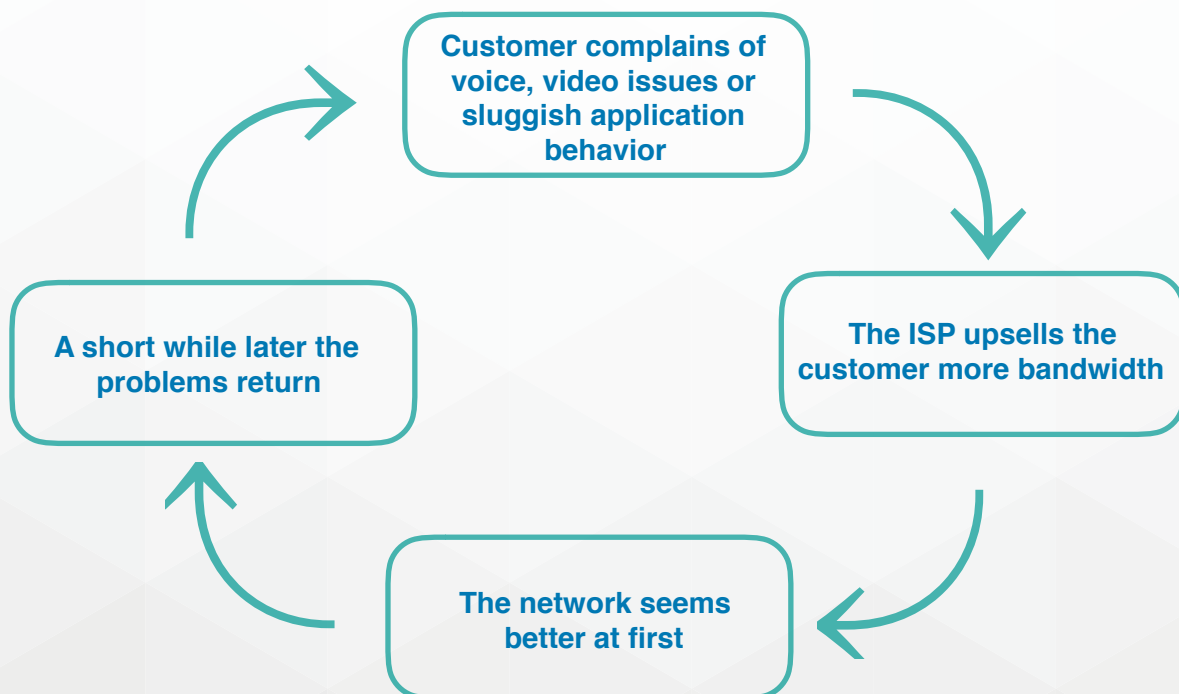 Customer complains of
voice, video issues or
sluggish application
behavior
The ISP upsells the
customer more bandwidth
The network seems
better at first
A short while later the
problems return